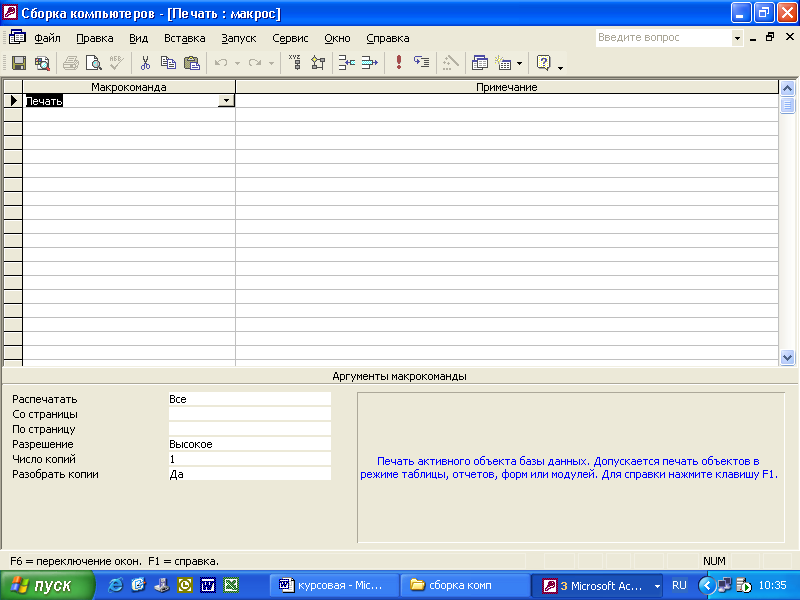 Сборка компьютеров - [Печать : макрос]
Файл Правка Вид Вставка Запуск Сервис Окно Справка Введите вопрос
Макрокоманда Примечание
Печать
Аргументы макрокоманды
Распечатать Все
Со страницы
По страницу
Разрешение Высокое
Число копий 1
Разобрать копии Да
Печать активного объекта базы данных. Допускается печать объектов в
режиме таблицы, отчетов, форм или модулей. Для справки нажмите клавишу F1.
F6 = переключение окон. F1 = справка. NUM
пуск курсовая - Mic... сборка комп 3 Microsoft Ac... RU 10:35